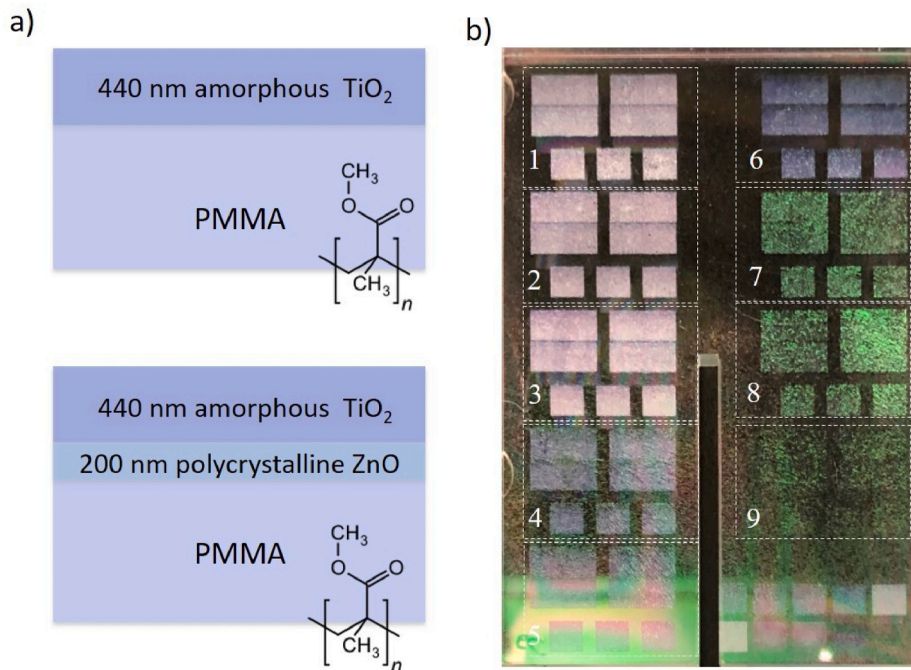 a)
440 nm amorphous TiO₂
CH₃
O
O
PMMA
CH₃
n
440 nm amorphous TiO₂
200 nm polycrystalline ZnO
PMMA
CH₃
O
O
CH₃
n
b)
1
2
3
4
5
6
7
8
9